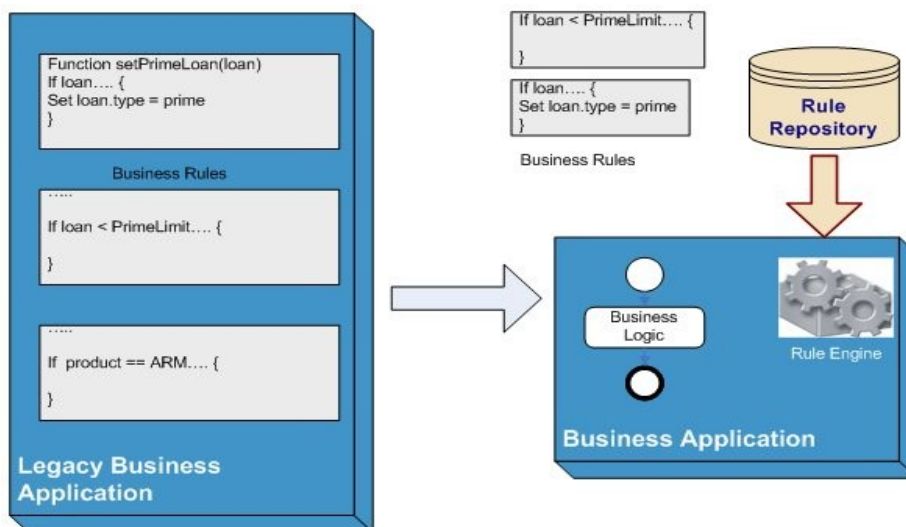 Function setPrimeLoan(loan)
If loan…. {
Set loan.type = prime
}
Business Rules
…..
If loan < PrimeLimit…. {
}
…..
If  product == ARM…. {
}
Legacy Business
Application
If loan < PrimeLimit…. {
}
If loan…. {
Set loan.type = prime
}
Business Rules
Rule
Repository
Business
Logic
Rule Engine
Business Application